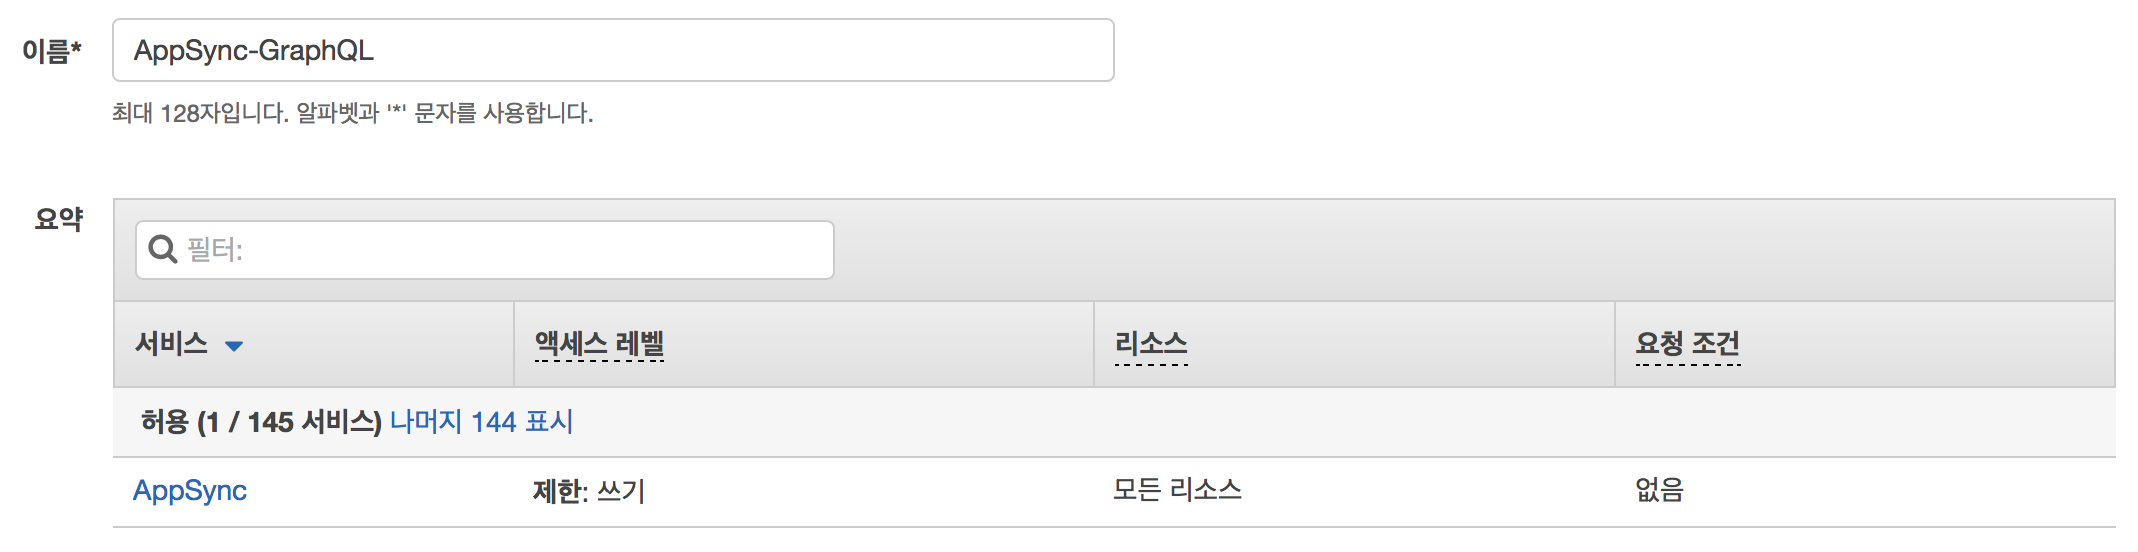 이름* AppSync-GraphQL
최대 128자입니다. 알파벳과 '*' 문자를 사용합니다.
요약
필터:
서비스 액세스 레벨 리소스 요청 조건
허용 (1 / 145 서비스) 나머지 144 표시
AppSync 제한: 쓰기 모든 리소스 없음